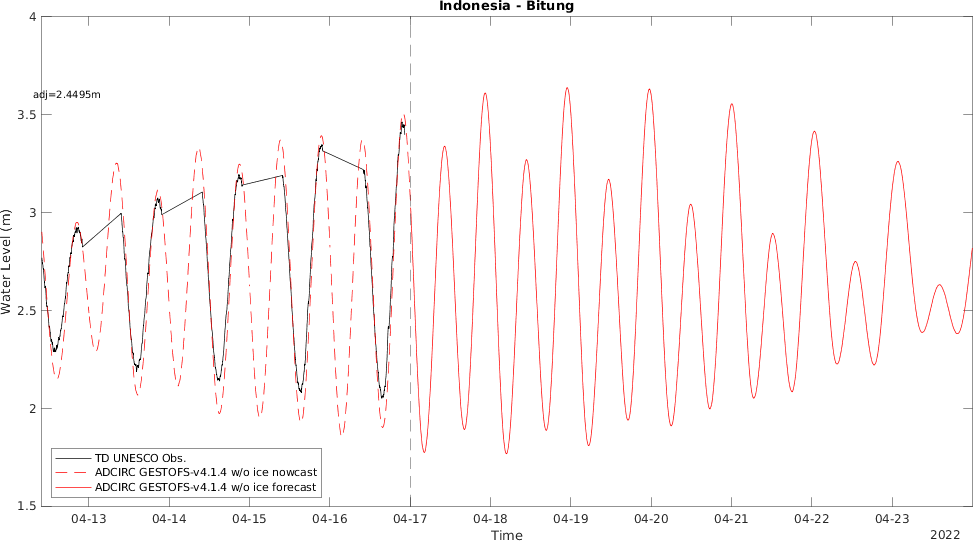 Indonesia - Bitung
adj=2.4495m
Water Level (m)
4
3.5
3
2.5
2
1.5
TD UNESCO Obs.
ADCIRC GESTOFS-v4.1.4 w/o ice nowcast
ADCIRC GESTOFS-v4.1.4 w/o ice forecast
04-13 04-14 04-15 04-16 04-17 04-18 04-19 04-20 04-21 04-22 04-23
Time
2022